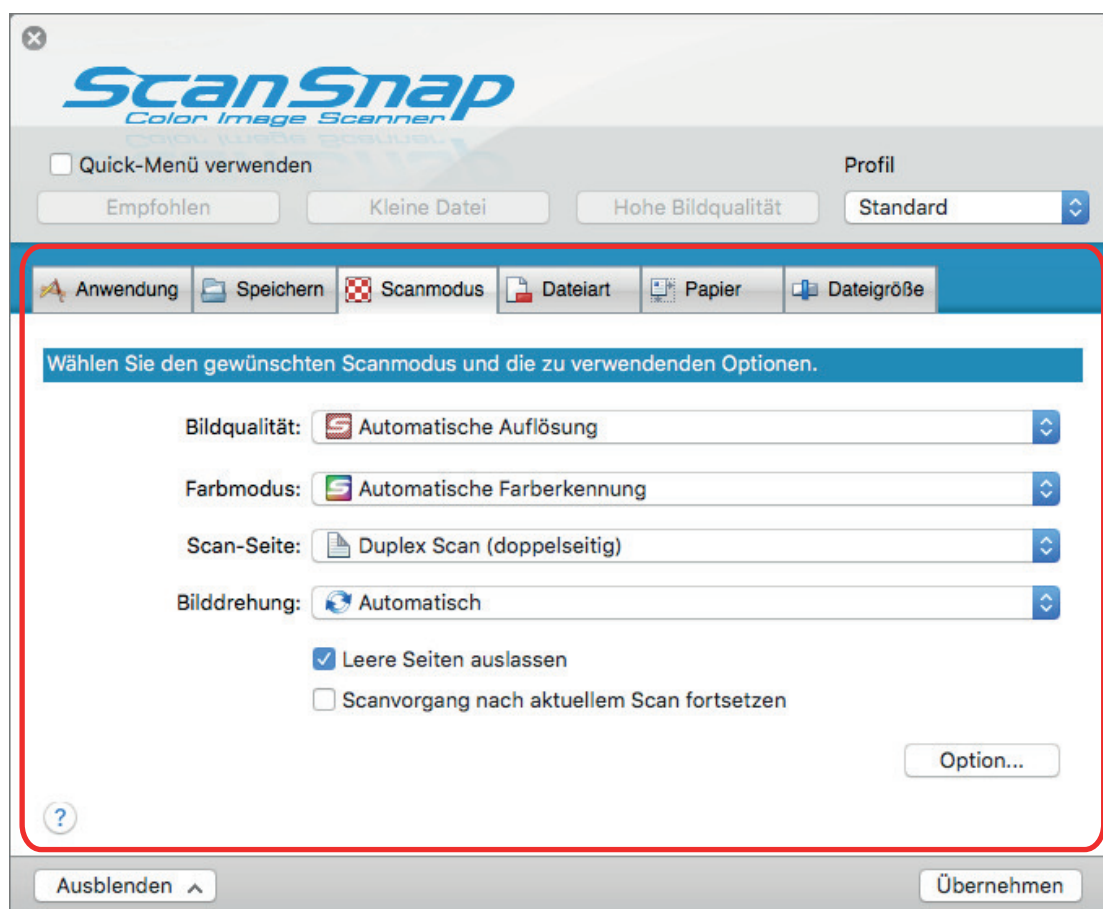 ScanSnap
Color Image Scanner
Quick-Menü verwenden
Profil
Empfohlen Kleine Datei Hohe Bildqualität Standard
Anwendung Speichern Scanmodus Dateiart Papier Dateigröße
Wählen Sie den gewünschten Scanmodus und die zu verwendenden Optionen.
Bildqualität: Automatische Auflösung
Farbmodus: Automatische Farberkennung
Scan-Seite: Duplex Scan (doppelseitig)
Bilddrehung: Automatisch
Leere Seiten auslassen
Scanvorgang nach aktuellem Scan fortsetzen
Option...
?
Ausblenden Übernehmen